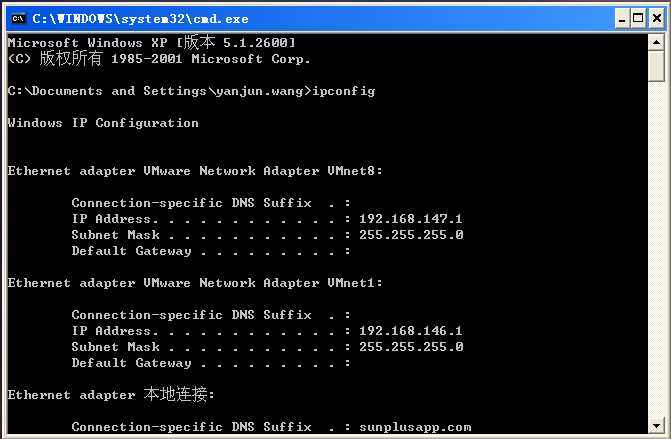 C:\WINDOWS\system32\cmd.exe
Microsoft Windows XP [版本 5.1.2600]
(C) 版权所有 1985-2001 Microsoft Corp.
C:\Documents and Settings\yanjun.wang>ipconfig
Windows IP Configuration
Ethernet adapter VMware Network Adapter VMnet8:
Connection-specific DNS Suffix  . :
IP Address. . . . . . . . . . . . : 192.168.147.1
Subnet Mask . . . . . . . . . . . : 255.255.255.0
Default Gateway . . . . . . . . . :
Ethernet adapter VMware Network Adapter VMnet1:
Connection-specific DNS Suffix  . :
IP Address. . . . . . . . . . . . : 192.168.146.1
Subnet Mask . . . . . . . . . . . : 255.255.255.0
Default Gateway . . . . . . . . . :
Ethernet adapter 本地连接:
Connection-specific DNS Suffix  . : sunplusapp.com